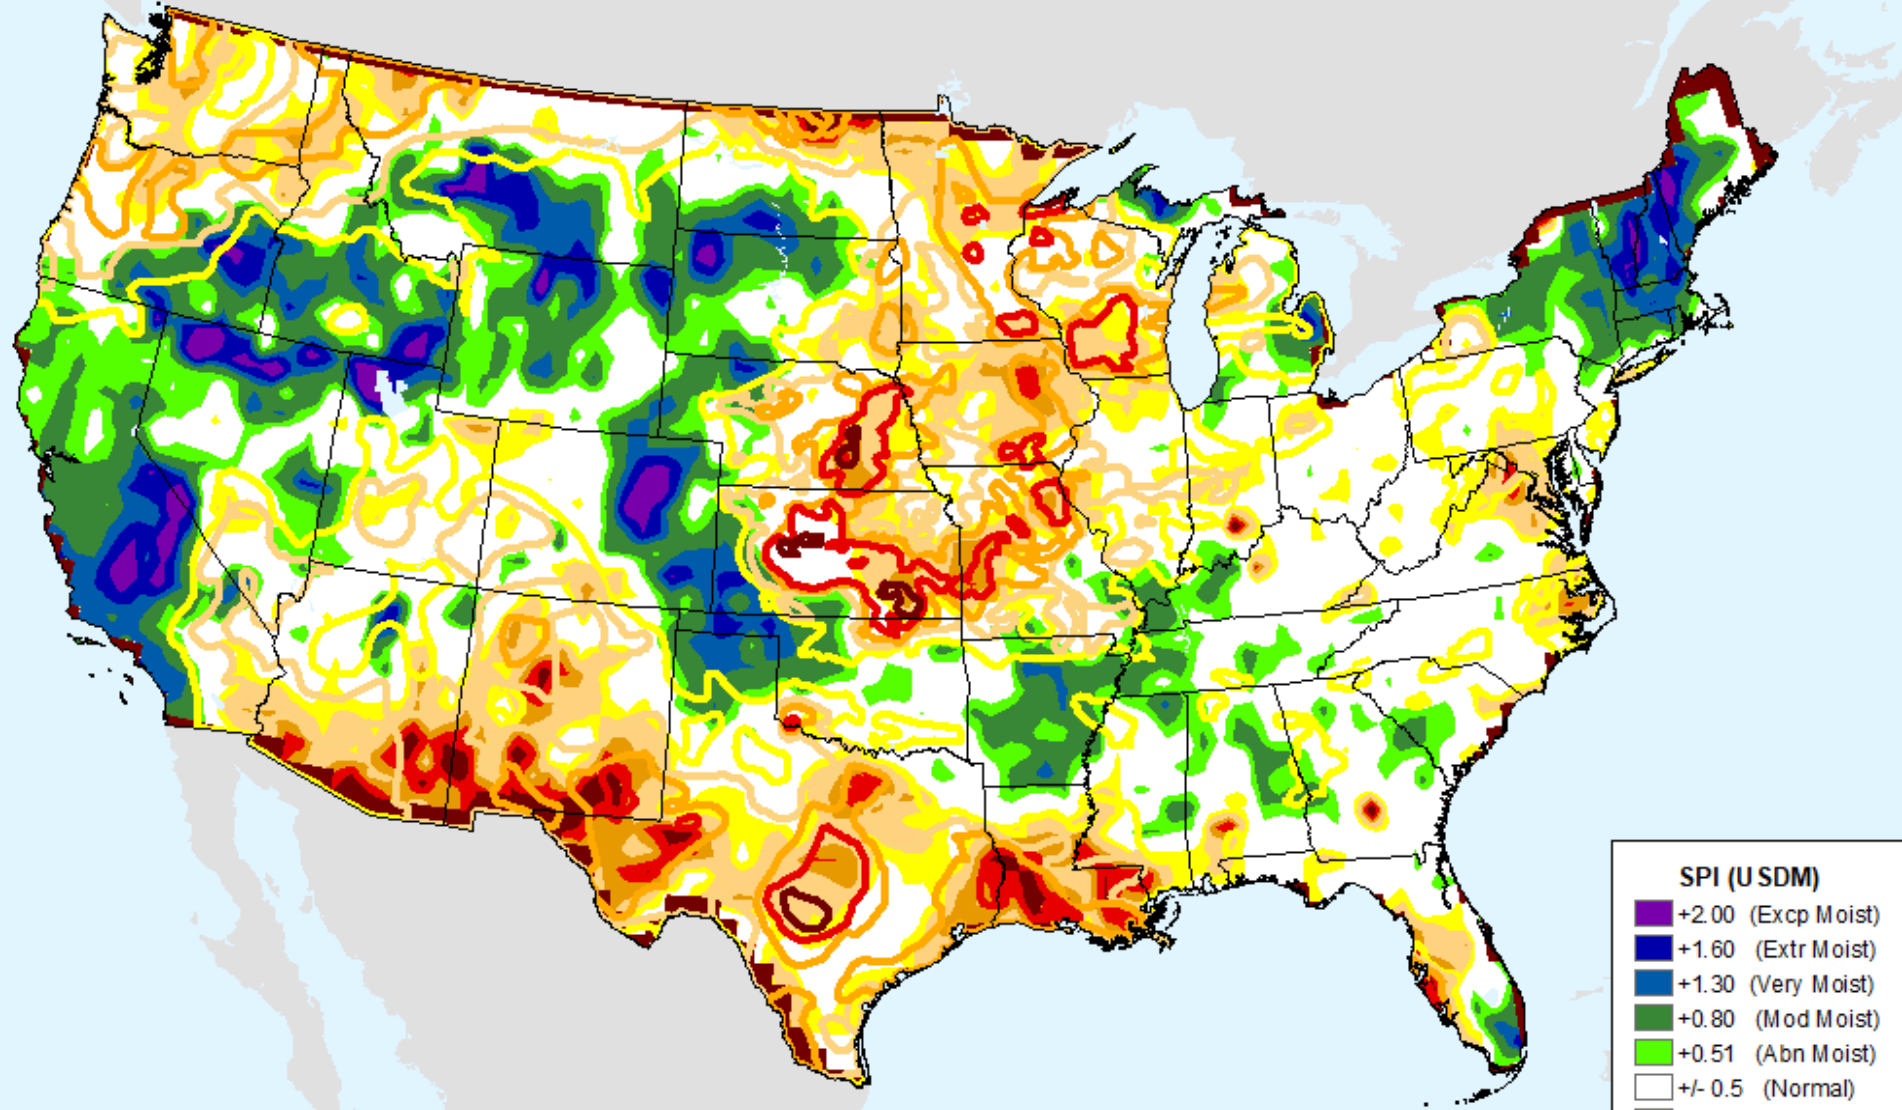 SPI (USDM)
+2.00 (Excp Moist)
+1.60 (Extr Moist)
+1.30 (Very Moist)
+0.80 (Mod Moist)
+0.51 (Abn Moist)
+/- 0.5 (Normal)